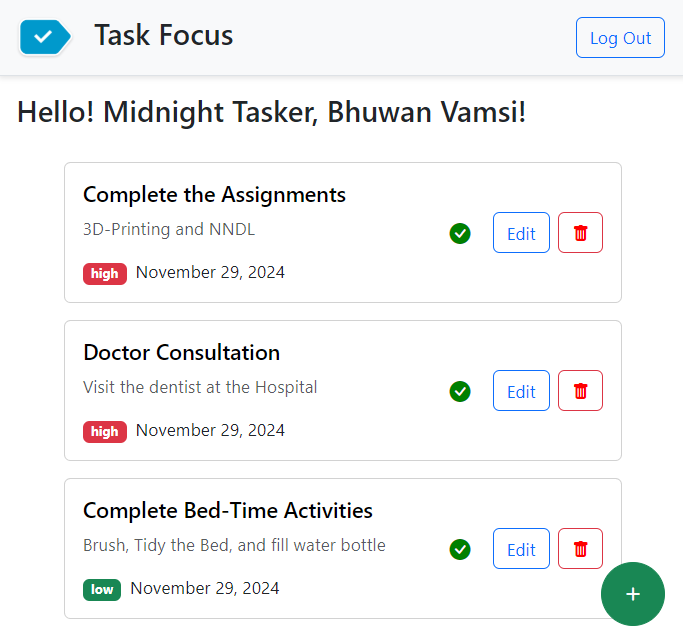 Task Focus
Log Out
Hello! Midnight Tasker, Bhuwan Vamsi!
Complete the Assignments
3D-Printing and NNDL
Edit
high November 29, 2024
Doctor Consultation
Visit the dentist at the Hospital
Edit
high November 29, 2024
Complete Bed-Time Activities
Brush, Tidy the Bed, and fill water bottle
Edit
low November 29, 2024
+